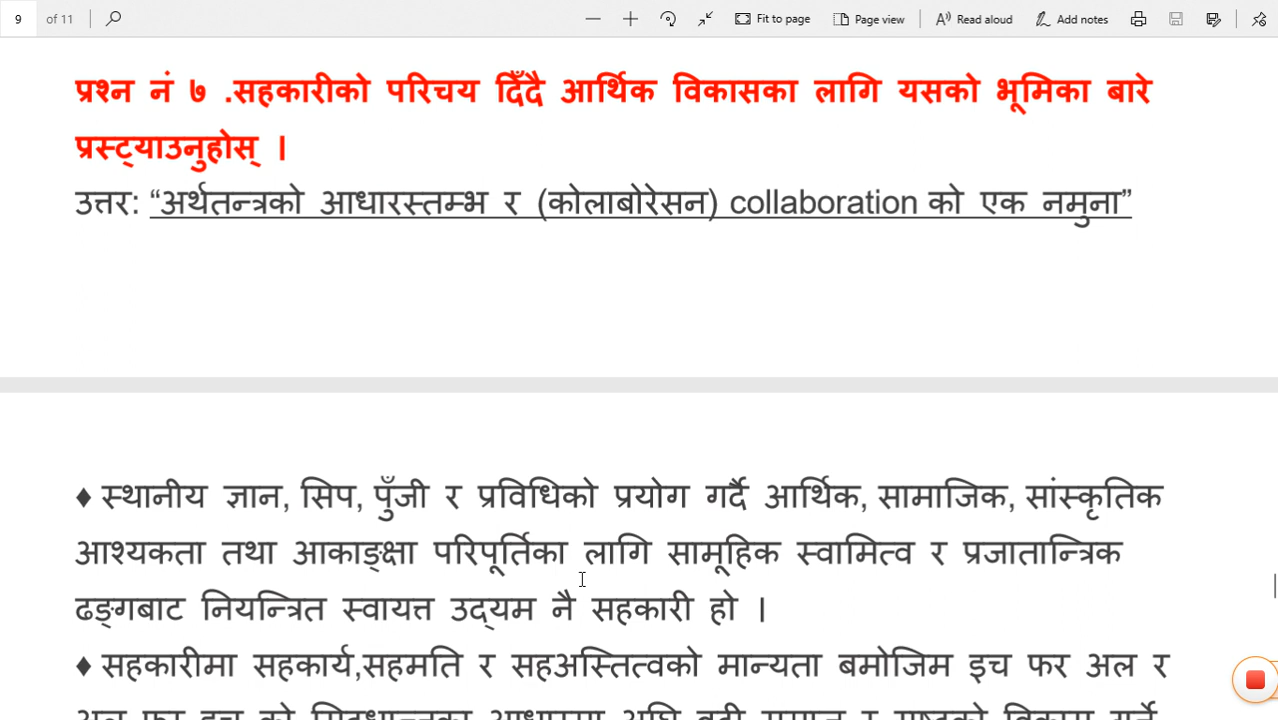 9 of 11 Fit to page Page view Read aloud Add notes
प्रश्न नं ७ .सहकारीको परिचय दिँदै आर्थिक विकासका लागि यसको भूमिका बारे
प्रस्ट्याउनुहोस् ।
उत्तर: “अर्थतन्त्रको आधारस्तम्भ र (कोलाबोरेसन) collaboration को एक नमुना”
♦ स्थानीय ज्ञान, सिप, पुँजी र प्रविधिको प्रयोग गर्दै आर्थिक, सामाजिक, सांस्कृतिक
आश्यकता तथा आकाङ्क्षा परिपूर्तिका लागि सामूहिक स्वामित्व र प्रजातान्त्रिक
ढङ्गबाट नियन्त्रित स्वायत्त उद्यम नै सहकारी हो ।
♦ सहकारीमा सहकार्य,सहमति र सहअस्तित्वको मान्यता बमोजिम इच फर अल र